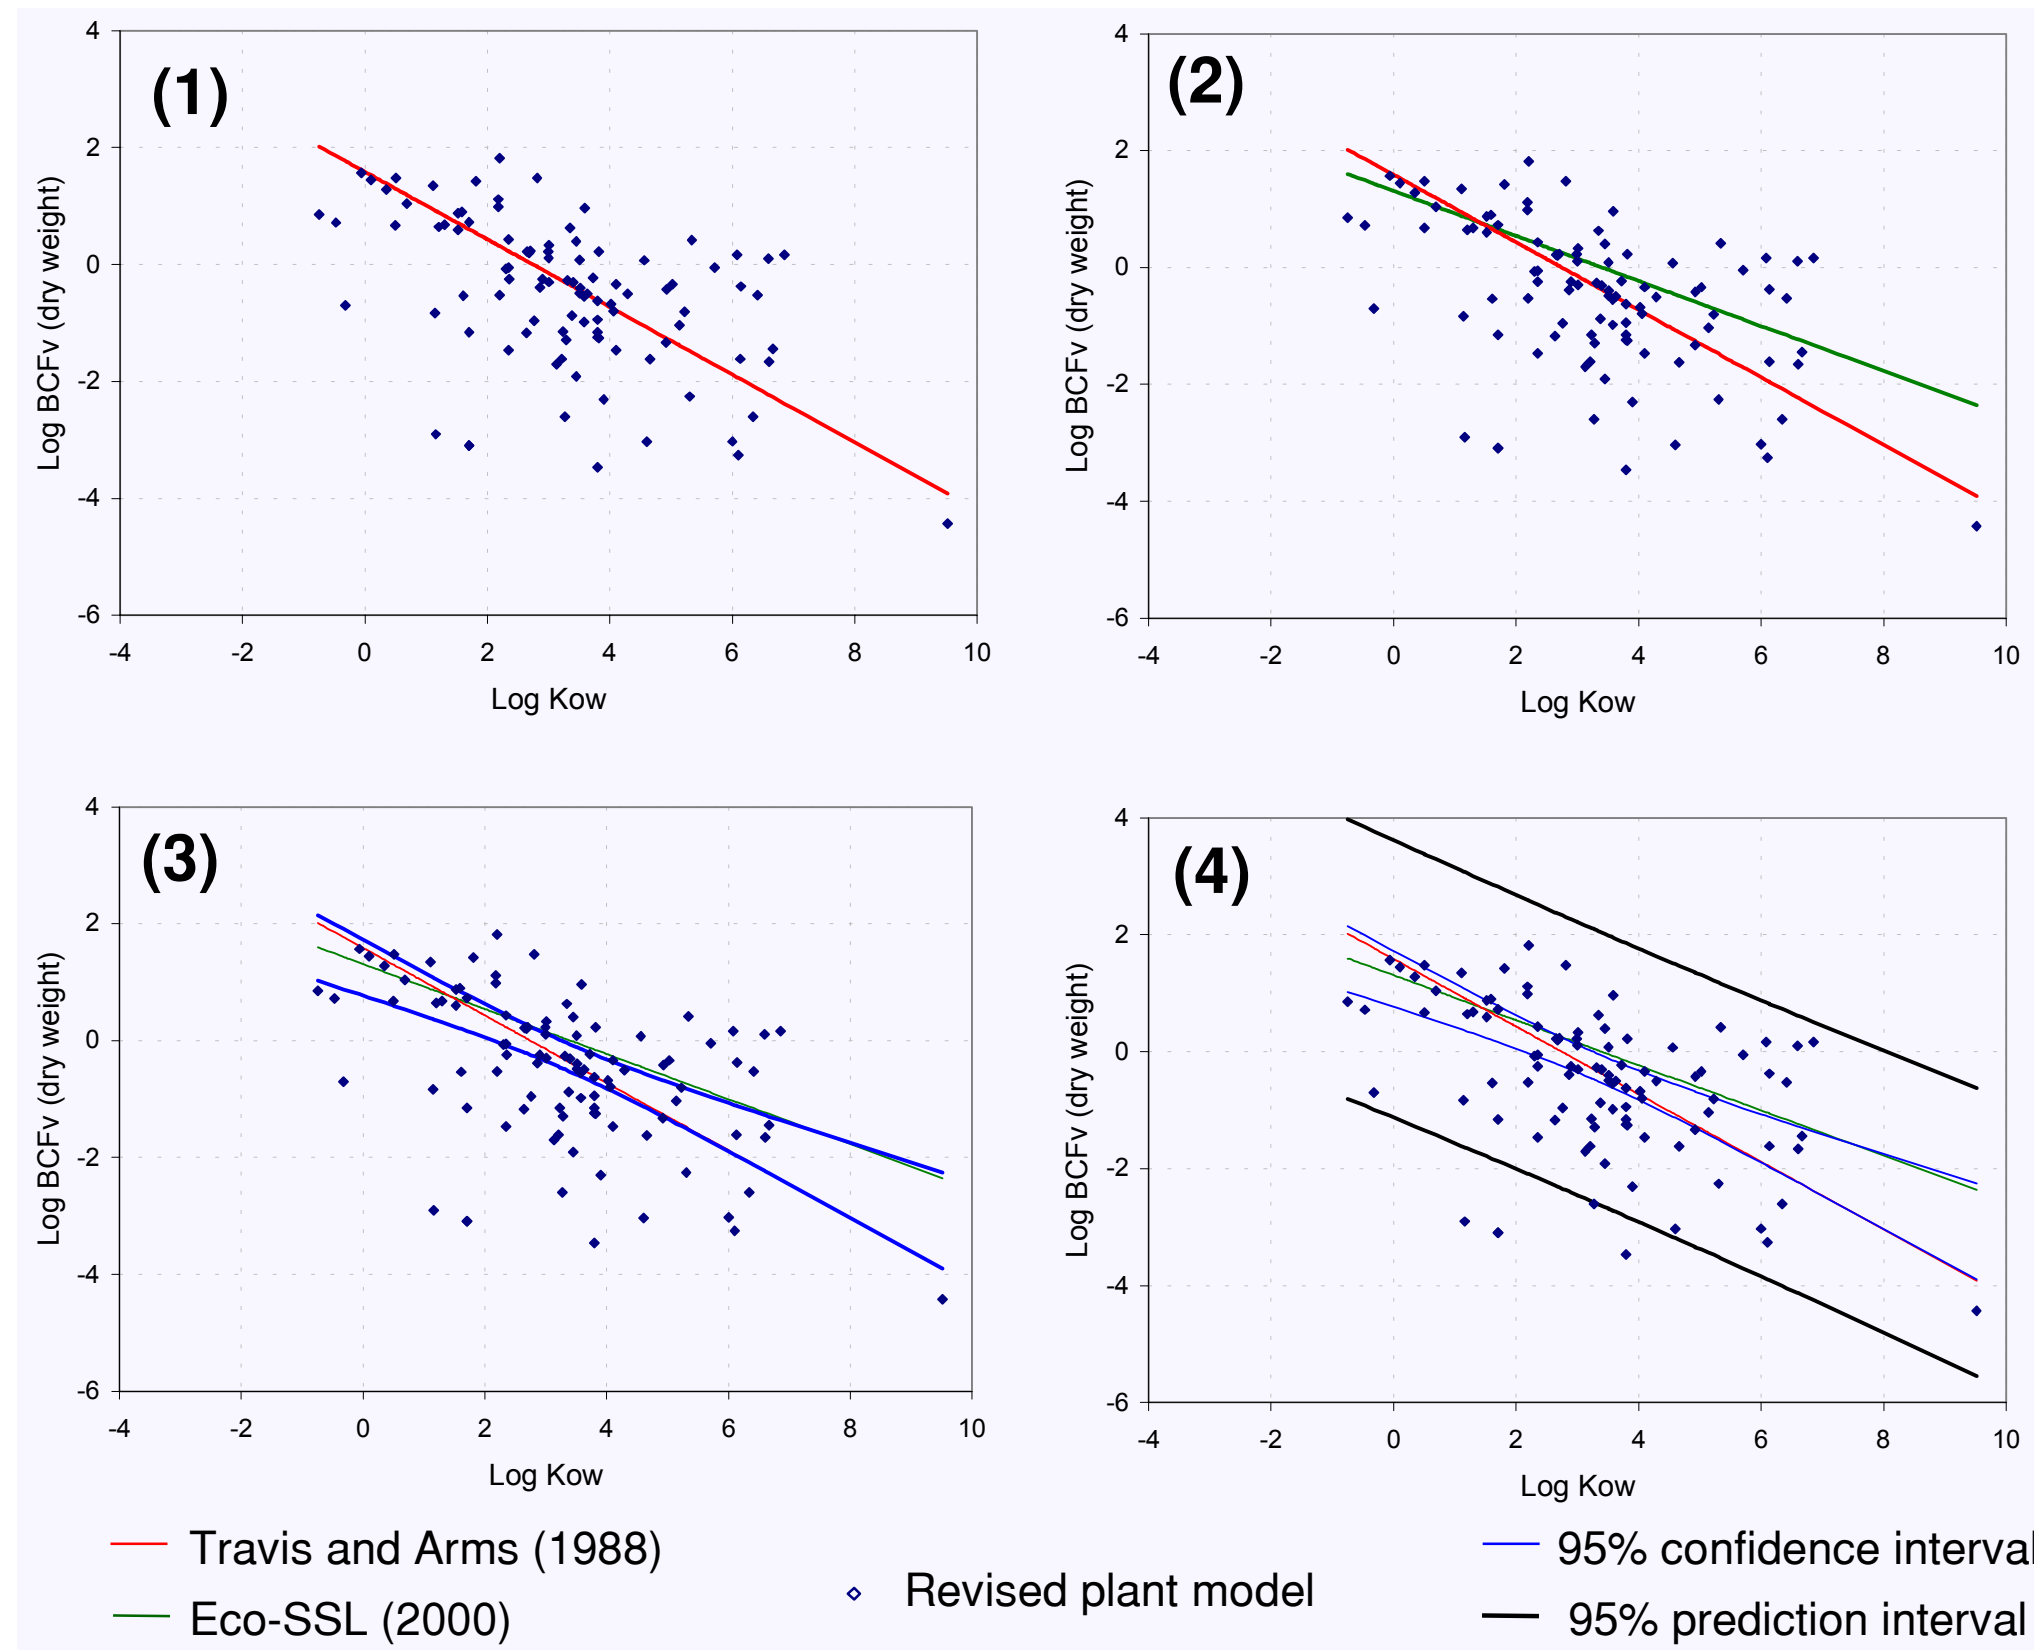 (1)
4
2
0
-2
-4
-6
-4 -2 0 2 4 6 8 10
Log Kow
Log BCFv (dry weight)
(2)
4
2
0
-2
-4
-6
-4 -2 0 2 4 6 8 10
Log Kow
Log BCFv (dry weight)
(3)
4
2
0
-2
-4
-6
-4 -2 0 2 4 6 8 10
Log Kow
Log BCFv (dry weight)
(4)
4
2
0
-2
-4
-6
-4 -2 0 2 4 6 8 10
Log Kow
Log BCFv (dry weight)
Travis and Arms (1988)
Eco-SSL (2000)
Revised plant model
95% confidence interval
95% prediction interval